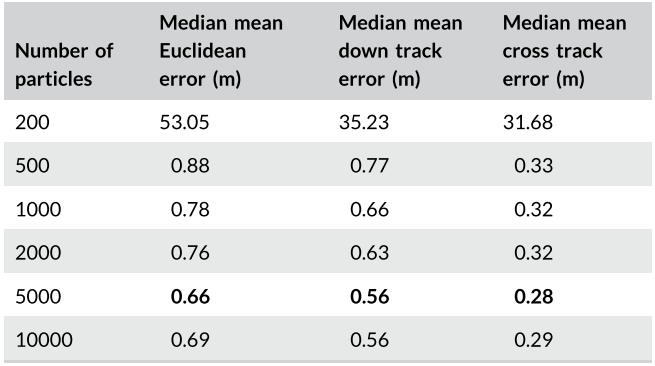 Number of particles Median mean Euclidean error (m) Median mean down track error (m) Median mean cross track error (m)
200 53.05 35.23 31.68
500 0.88 0.77 0.33
1000 0.78 0.66 0.32
2000 0.76 0.63 0.32
5000 0.66 0.56 0.28
10000 0.69 0.56 0.29